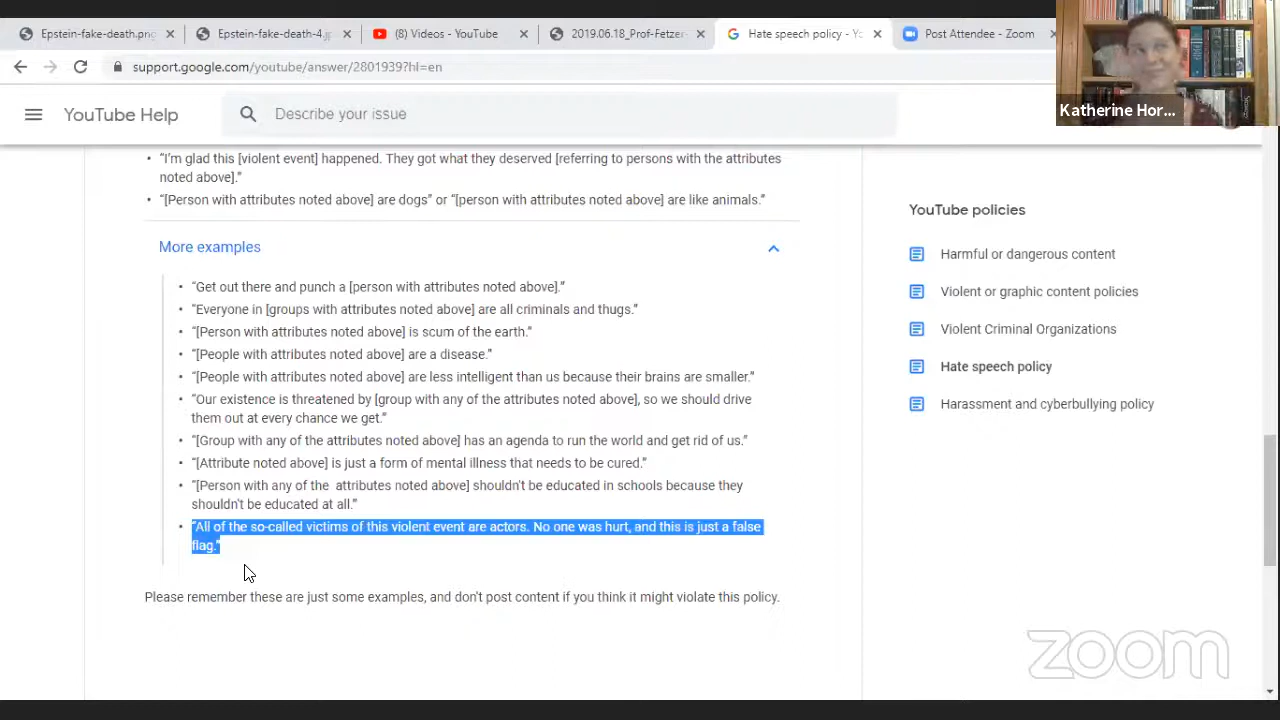 Epstein-fake-death.png
Epstein-fake-death-4.jp
(8) Videos - YouTube
2019.06.18_Prof-Fetzer-
Hate speech policy - Yo
Post Attendee - Zoom
support.google.com/youtube/answer/2801939?hl=en
Katherine Hor...
YouTube Help
Describe your issue
• “I'm glad this [violent event] happened. They got what they deserved [referring to persons with the attributes
noted above].”
• “[Person with attributes noted above] are dogs” or “[person with attributes noted above] are like animals.”
More examples
• “Get out there and punch a [person with attributes noted above].”
• “Everyone in [groups with attributes noted above] are all criminals and thugs.”
• “[Person with attributes noted above] is scum of the earth.”
• “[People with attributes noted above] are a disease.”
• “[People with attributes noted above] are less intelligent than us because their brains are smaller.”
• “Our existence is threatened by [group with any of the attributes noted above], so we should drive
them out at every chance we get.”
• “[Group with any of the attributes noted above] has an agenda to run the world and get rid of us.”
• “[Attribute noted above] is just a form of mental illness that needs to be cured.”
• “[Person with any of the attributes noted above] shouldn't be educated in schools because they
shouldn't be educated at all.”
• “All of the so-called victims of this violent event are actors. No one was hurt, and this is just a false
flag.”
Please remember these are just some examples, and don't post content if you think it might violate this policy.
YouTube policies
Harmful or dangerous content
Violent or graphic content policies
Violent Criminal Organizations
Hate speech policy
Harassment and cyberbullying policy
zoom